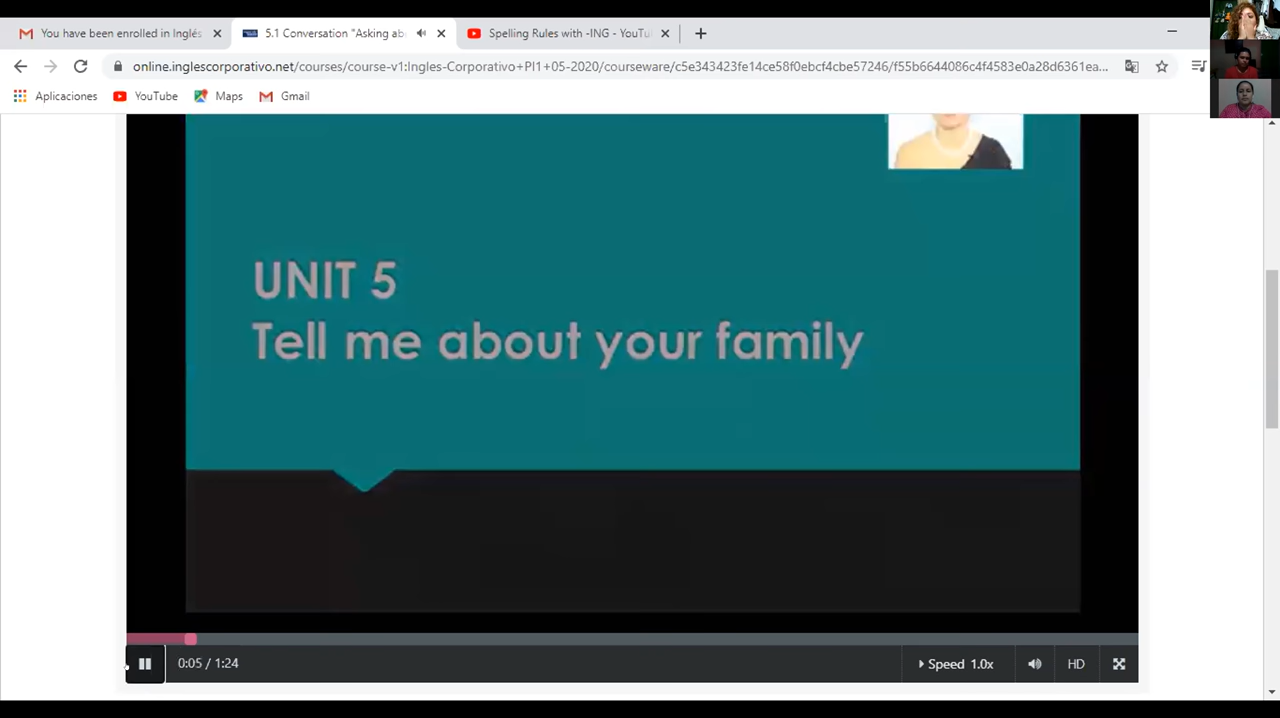 You have been enrolled in Inglés
5.1 Conversation "Asking ab
Spelling Rules with -ING - YouTu
online.inglescorporativo.net/courses/course-v1:Ingles-Corporativo+PI1+05-2020/courseware/c5e343423fe14ce58f0ebcf4cbe57246/f55b6644086c4f4583e0a28d6361ea...
Aplicaciones
YouTube
Maps
Gmail
UNIT 5
Tell me about your family
0:05 / 1:24
Speed 1.0x
HD